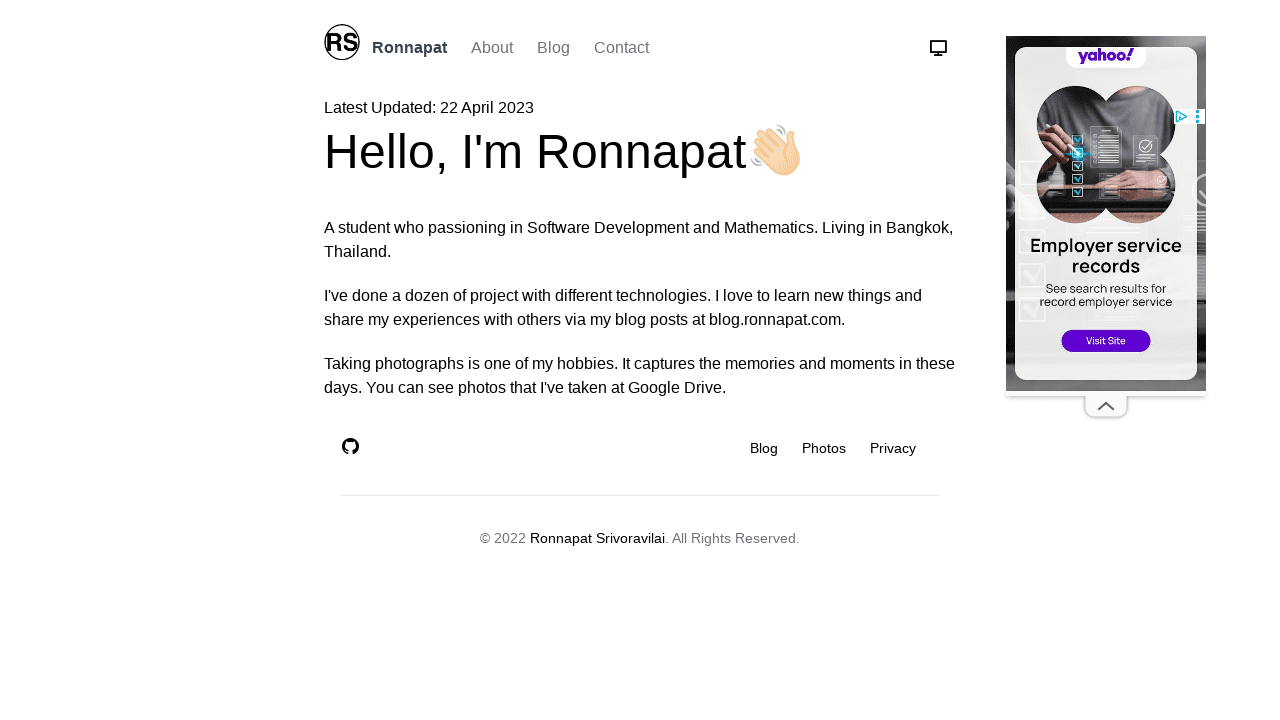 RS Ronnapat About Blog Contact
Latest Updated: 22 April 2023
Hello, I'm Ronnapat👋🏻
A student who passioning in Software Development and Mathematics. Living in Bangkok,
Thailand.
I've done a dozen of project with different technologies. I love to learn new things and
share my experiences with others via my blog posts at blog.ronnapat.com.
Taking photographs is one of my hobbies. It captures the memories and moments in these
days. You can see photos that I've taken at Google Drive.
Blog Photos Privacy
© 2022 Ronnapat Srivoravilai. All Rights Reserved.
yahoo!
Employer service
records
See search results for
record employer service
Visit Site